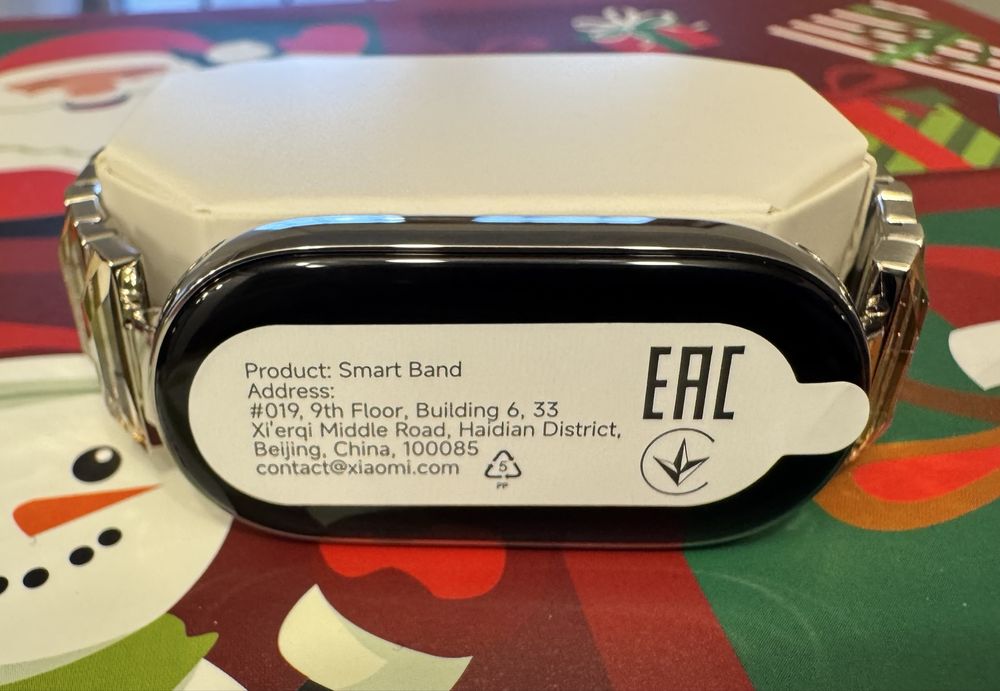 Product: Smart Band
Address:
#019, 9th Floor, Building 6, 33
Xi'erqi Middle Road, Haidian District,
Beijing, China, 100085
contact@xiaomi.com
5
PP
EAC